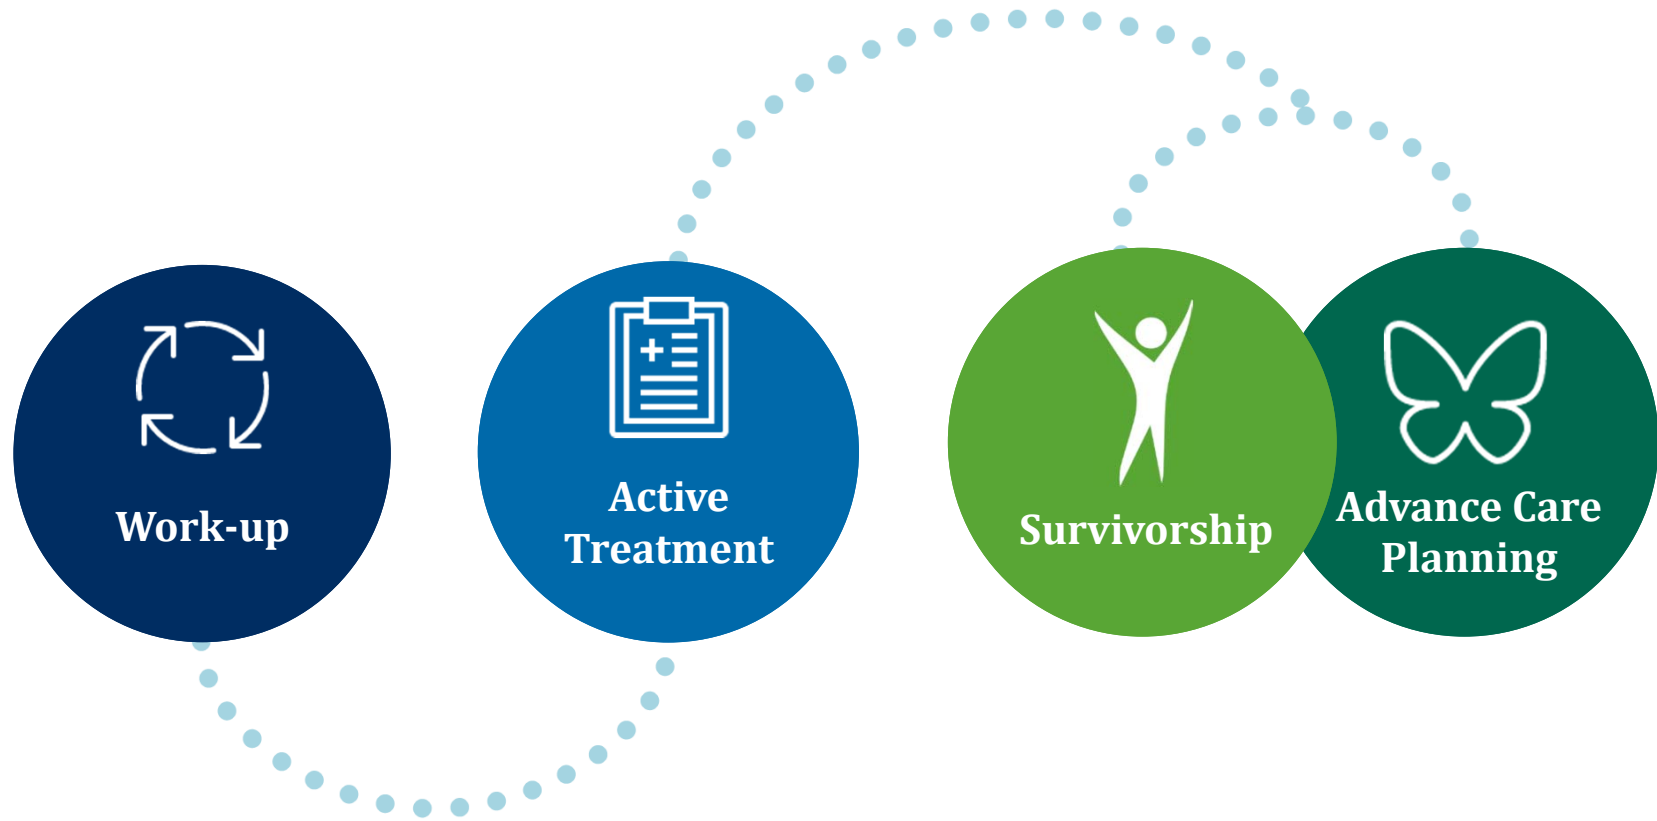 Work-up
Active
Treatment
Survivorship
Advance Care
Planning